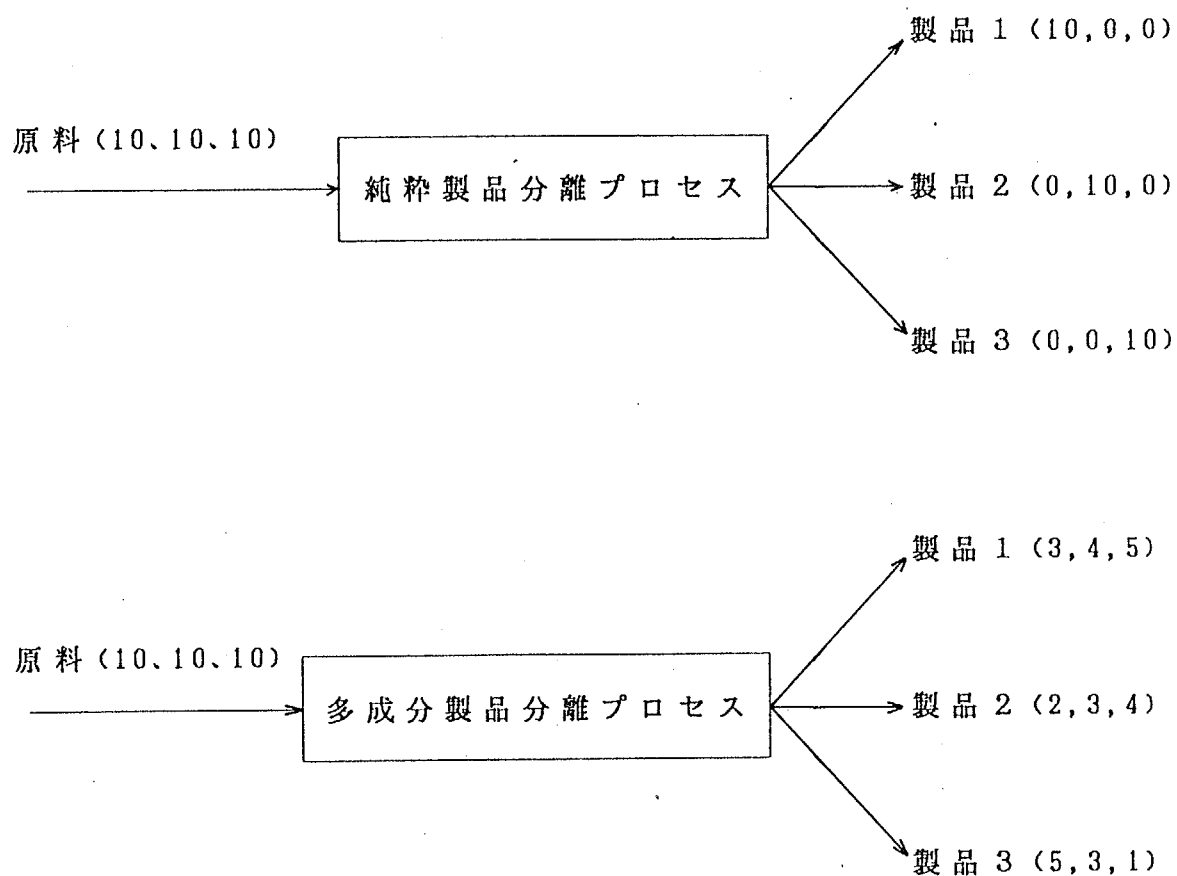 製品1(10,0,0)
原料(10、10、10)
純粋製品分離プロセス
製品2(0,10,0)
製品3(0,0,10)
製品1(3,4,5)
原料(10、10、10)
多成分製品分離プロセス
製品2(2,3,4)
製品3(5,3,1)